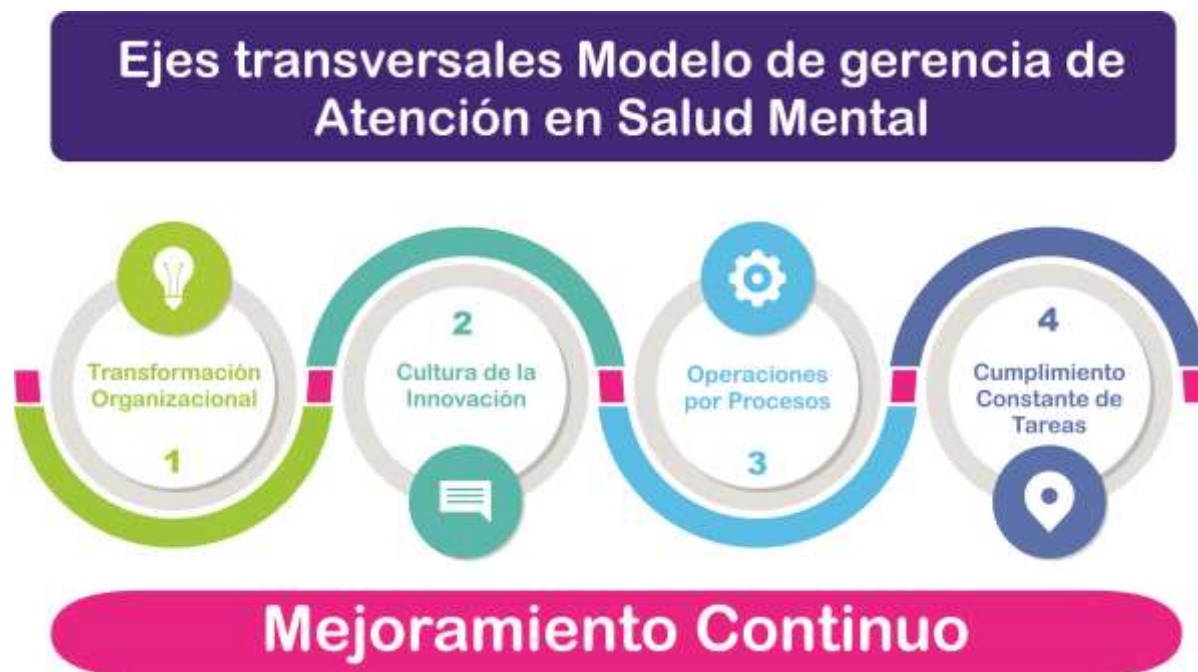 Ejes transversales Modelo de gerencia de
Atención en Salud Mental
Transformación
Organizacional
1
2
Cultura de la
Innovación
Operaciones
por Procesos
3
4
Cumplimiento
Constante de
Tareas
Mejoramiento Continuo